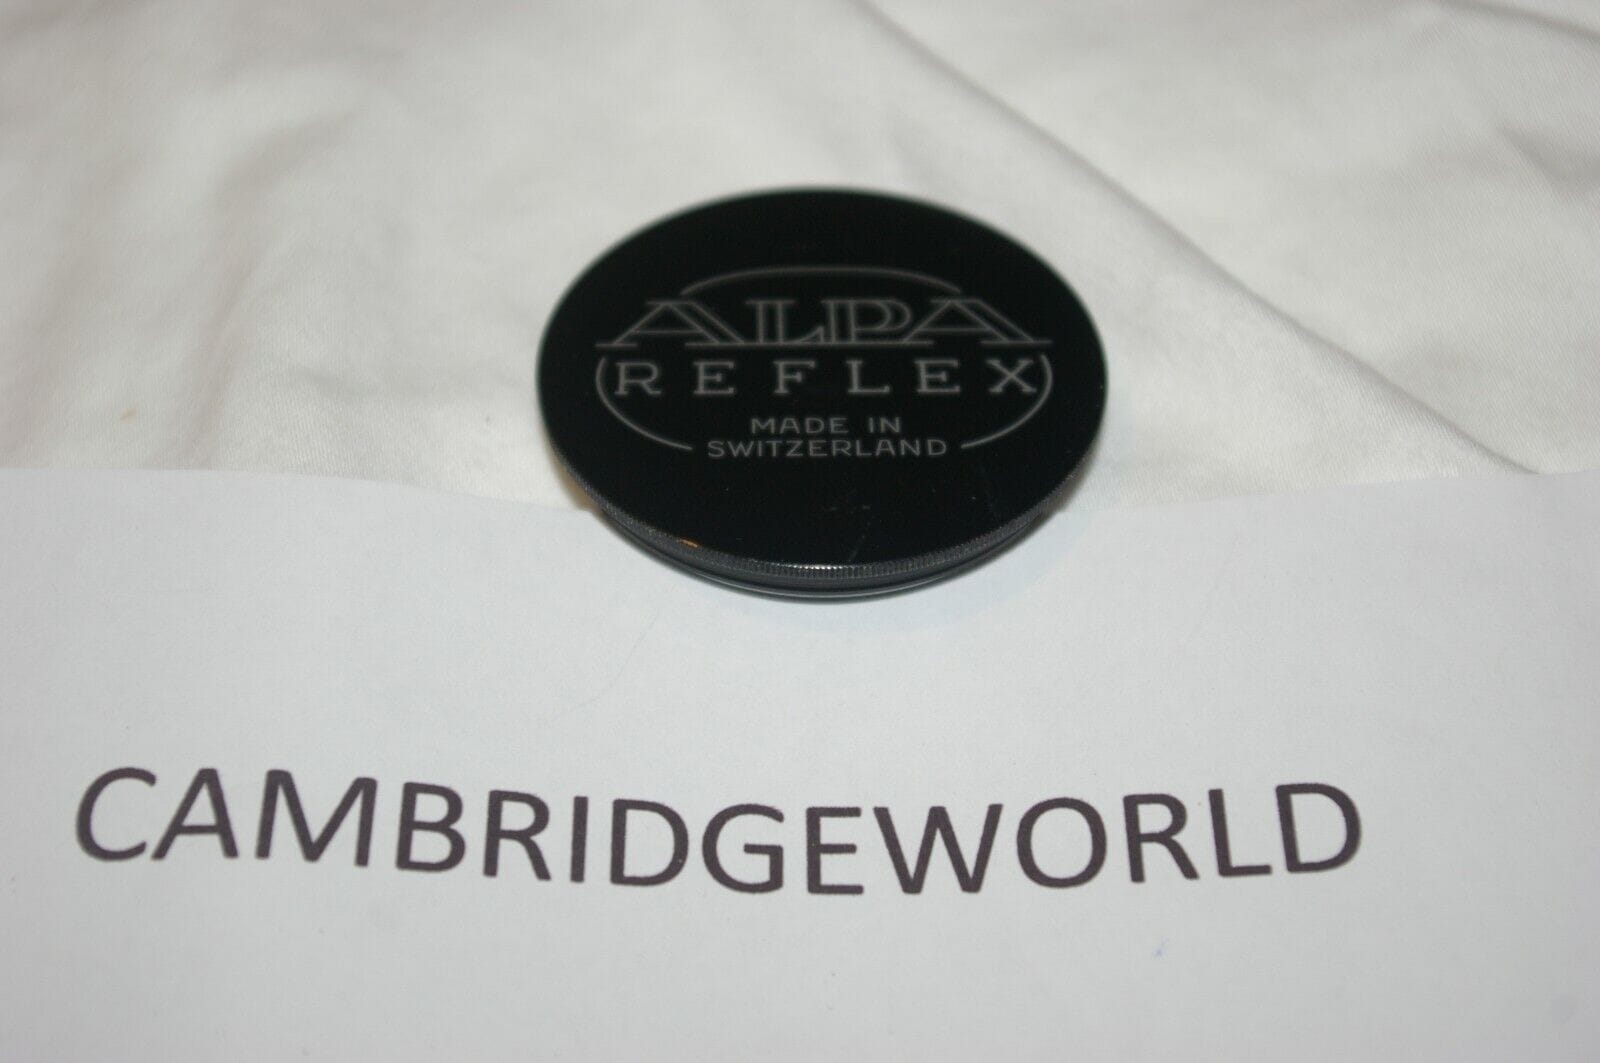 ALPA
REFLEX
MADE IN
SWITZERLAND
CAMBRIDGEWORLD